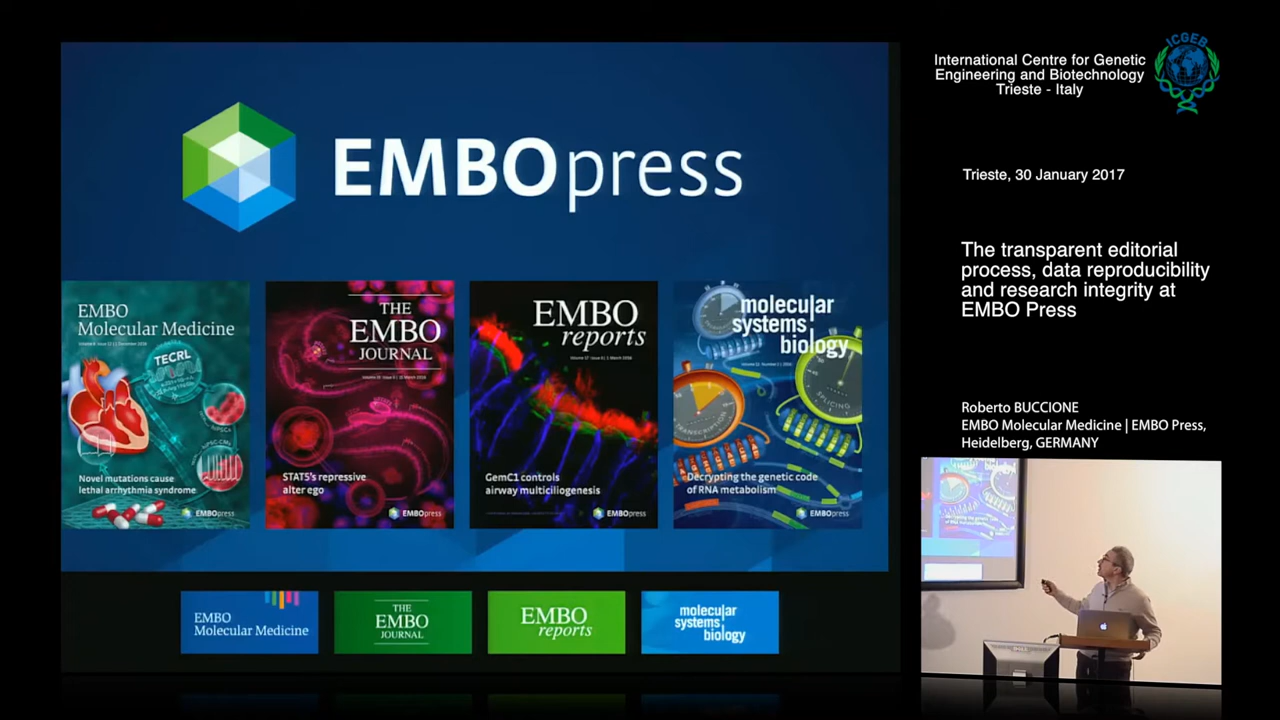 EMBOpress
EMBO
Molecular Medicine
TECRL
Novel mutations cause
lethal arrhythmia syndrome
EMBOpress
THE
EMBO
JOURNAL
STAT5's repressive
alter ego
EMBOpress
EMBO
reports
GemC1 controls
airway multiciliogenesis
EMBOpress
molecular
systems
biology
TRANSCRIPTION
SPLICING
Decrypting the genetic code
of RNA metabolism
EMBOpress
EMBO
Molecular Medicine
THE
EMBO
JOURNAL
EMBO
reports
molecular
systems
biology
International Centre for Genetic
Engineering and Biotechnology
Trieste - Italy
ICGEB
Trieste, 30 January 2017
The transparent editorial
process, data reproducibility
and research integrity at
EMBO Press
Roberto BUCCIONE
EMBO Molecular Medicine | EMBO Press,
Heidelberg, GERMANY